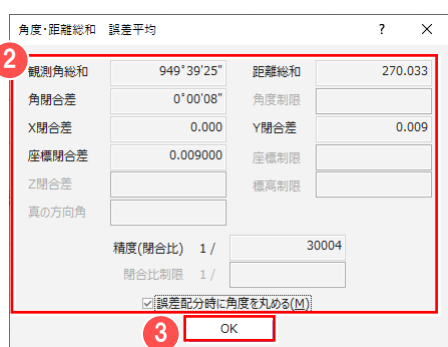 角度・距離総和　誤差平均 ? ×
2
観測角総和 949°39'25" 距離総和 270.033
角閉合差 0°00'08" 角度制限
X閉合差 0.000 Y閉合差 0.009
座標閉合差 0.009000 座標制限
Z閉合差 標高制限
真の方向角
精度(閉合比) 1 / 30004
閉合比制限 1 /
誤差配分時に角度を丸める(M)
3 OK